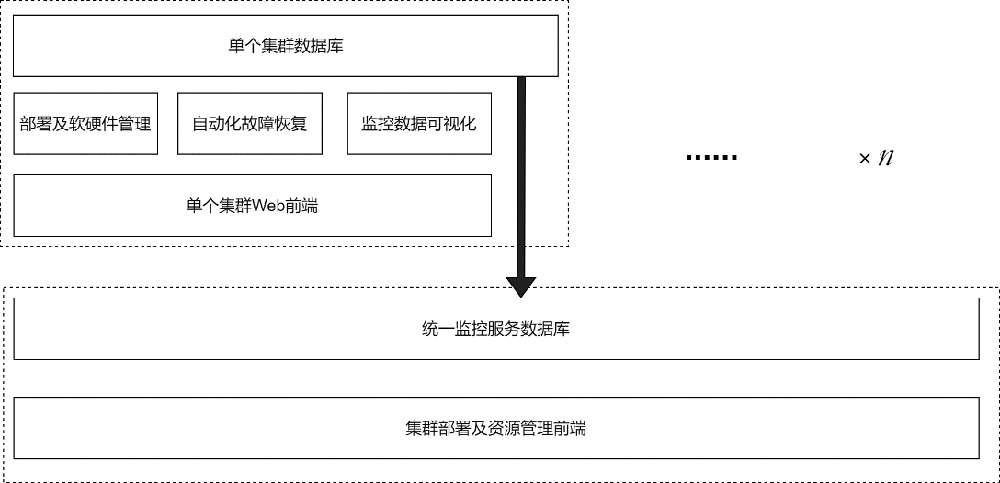 单个集群数据库
部署及软硬件管理
自动化故障恢复
监控数据可视化
单个集群Web前端
······
× n
统一监控服务数据库
集群部署及资源管理前端